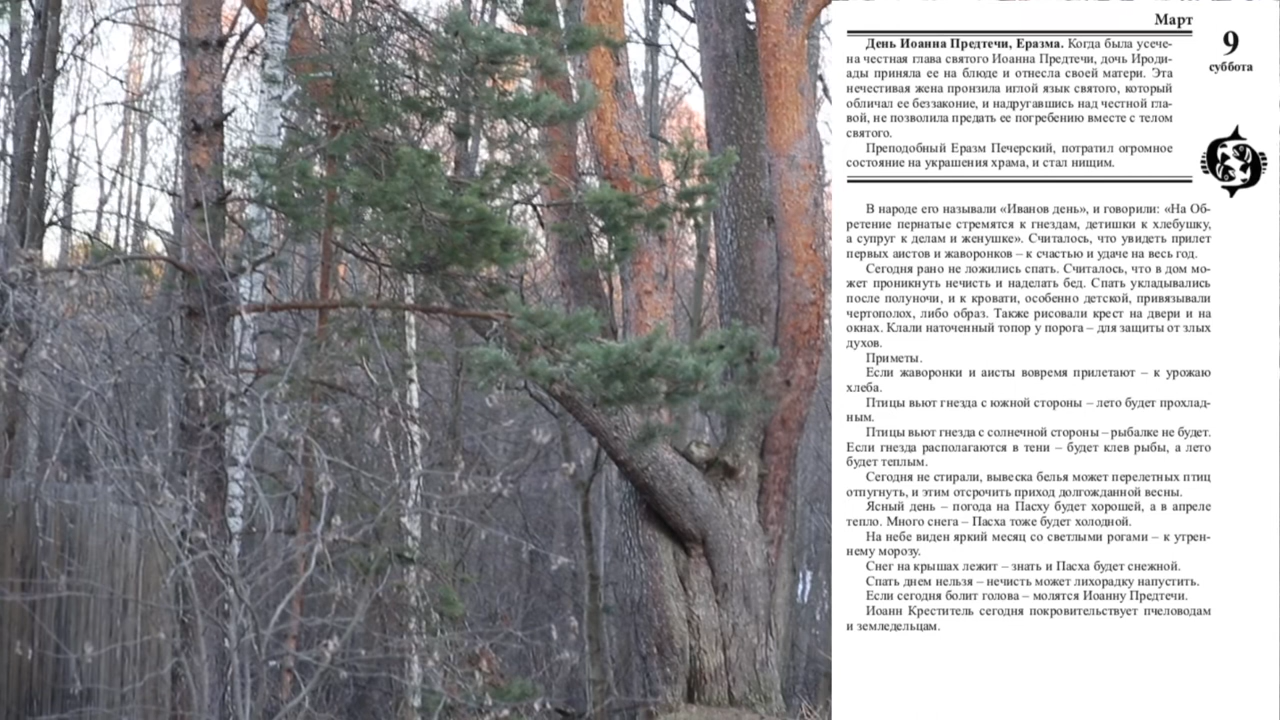 Март
9
суббота
День Иоанна Предтечи, Еразма. Когда была усече-
на честная глава святого Иоанна Предтечи, дочь Ироди-
ады приняла ее на блюде и отнесла своей матери. Эта
нечестивая жена пронзила иглой язык святого, который
обличал ее беззаконие, и надругавшись над честной гла-
вой, не позволила предать ее погребению вместе с телом
святого.
Преподобный Еразм Печерский, потратил огромное
состояние на украшения храма, и стал нищим.
В народе его называли «Иванов день», и говорили: «На Об-
ретение пернатые стремятся к гнездам, детишки к хлебушку,
а супруг к делам и женушке». Считалось, что увидеть прилет
первых аистов и жаворонков – к счастью и удаче на весь год.
Сегодня рано не ложились спать. Считалось, что в дом мо-
жет проникнуть нечисть и наделать бед. Спать укладывались
после полуночи, и к кровати, особенно детской, привязывали
чертополох, либо образ. Также рисовали крест на двери и на
окнах. Клали наточенный топор у порога – для защиты от злых
духов.
Приметы.
Если жаворонки и аисты вовремя прилетают – к урожаю
хлеба.
Птицы вьют гнезда с южной стороны – лето будет прохлад-
ным.
Птицы вьют гнезда с солнечной стороны – рыбалке не будет.
Если гнезда располагаются в тени – будет клев рыбы, а лето
будет теплым.
Сегодня не стирали, вывеска белья может перелетных птиц
отпугнуть, и этим отсрочить приход долгожданной весны.
Ясный день – погода на Пасху будет хорошей, а в апреле
тепло. Много снега – Пасха тоже будет холодной.
На небе виден яркий месяц со светлыми рогами – к утрен-
нему морозу.
Снег на крышах лежит – знать и Пасха будет снежной.
Спать днем нельзя – нечисть может лихорадку напустить.
Если сегодня болит голова – молятся Иоанну Предтечи.
Иоанн Креститель сегодня покровительствует пчеловодам
и земледельцам.